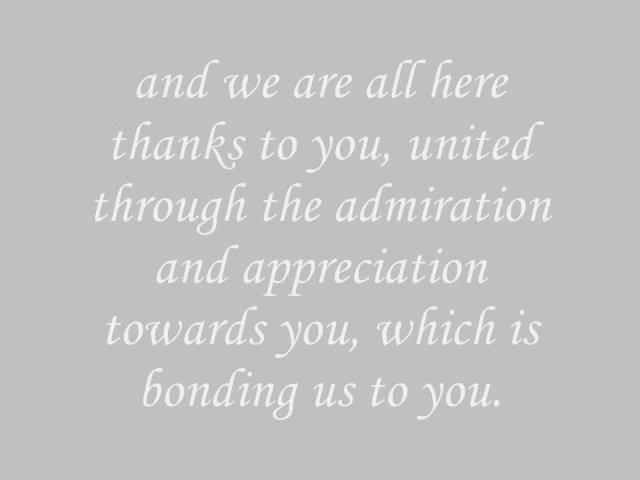 and we are all here
thanks to you, united
through the admiration
and appreciation
towards you, which is
bonding us to you.